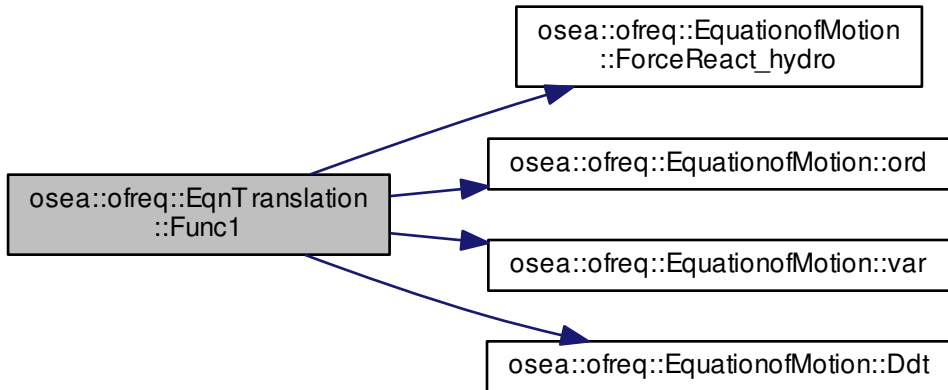 osea::ofreq::EquationofMotion
::ForceReact_hydro
osea::ofreq::EquationofMotion::ord
osea::ofreq::EqnTranslation
::Func1
osea::ofreq::EquationofMotion::var
osea::ofreq::EquationofMotion::Ddt